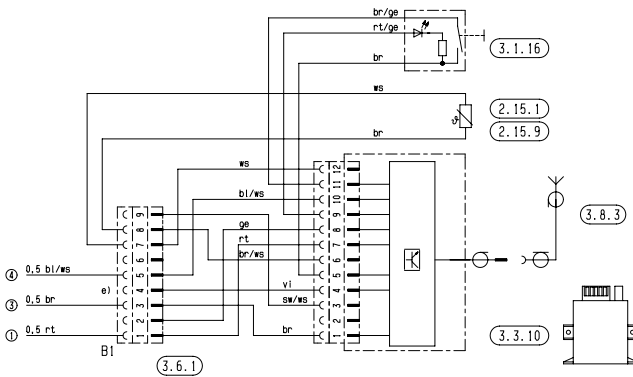 br/ge
rt/ge
3.1.16
br
ws
2.15.1
ϑ
2.15.9
br
ws
12
11
bl/ws
10
9
9
3.8.3
8
ge
8
7
rt
7
6
br/ws
6
④ 0,5 bl/ws
5
5
e)
4
vi
4
③ 0,5 br
3
sw/ws
3
2
2
① 0,5 rt
1
br
1
3.3.10
B1
3.6.1